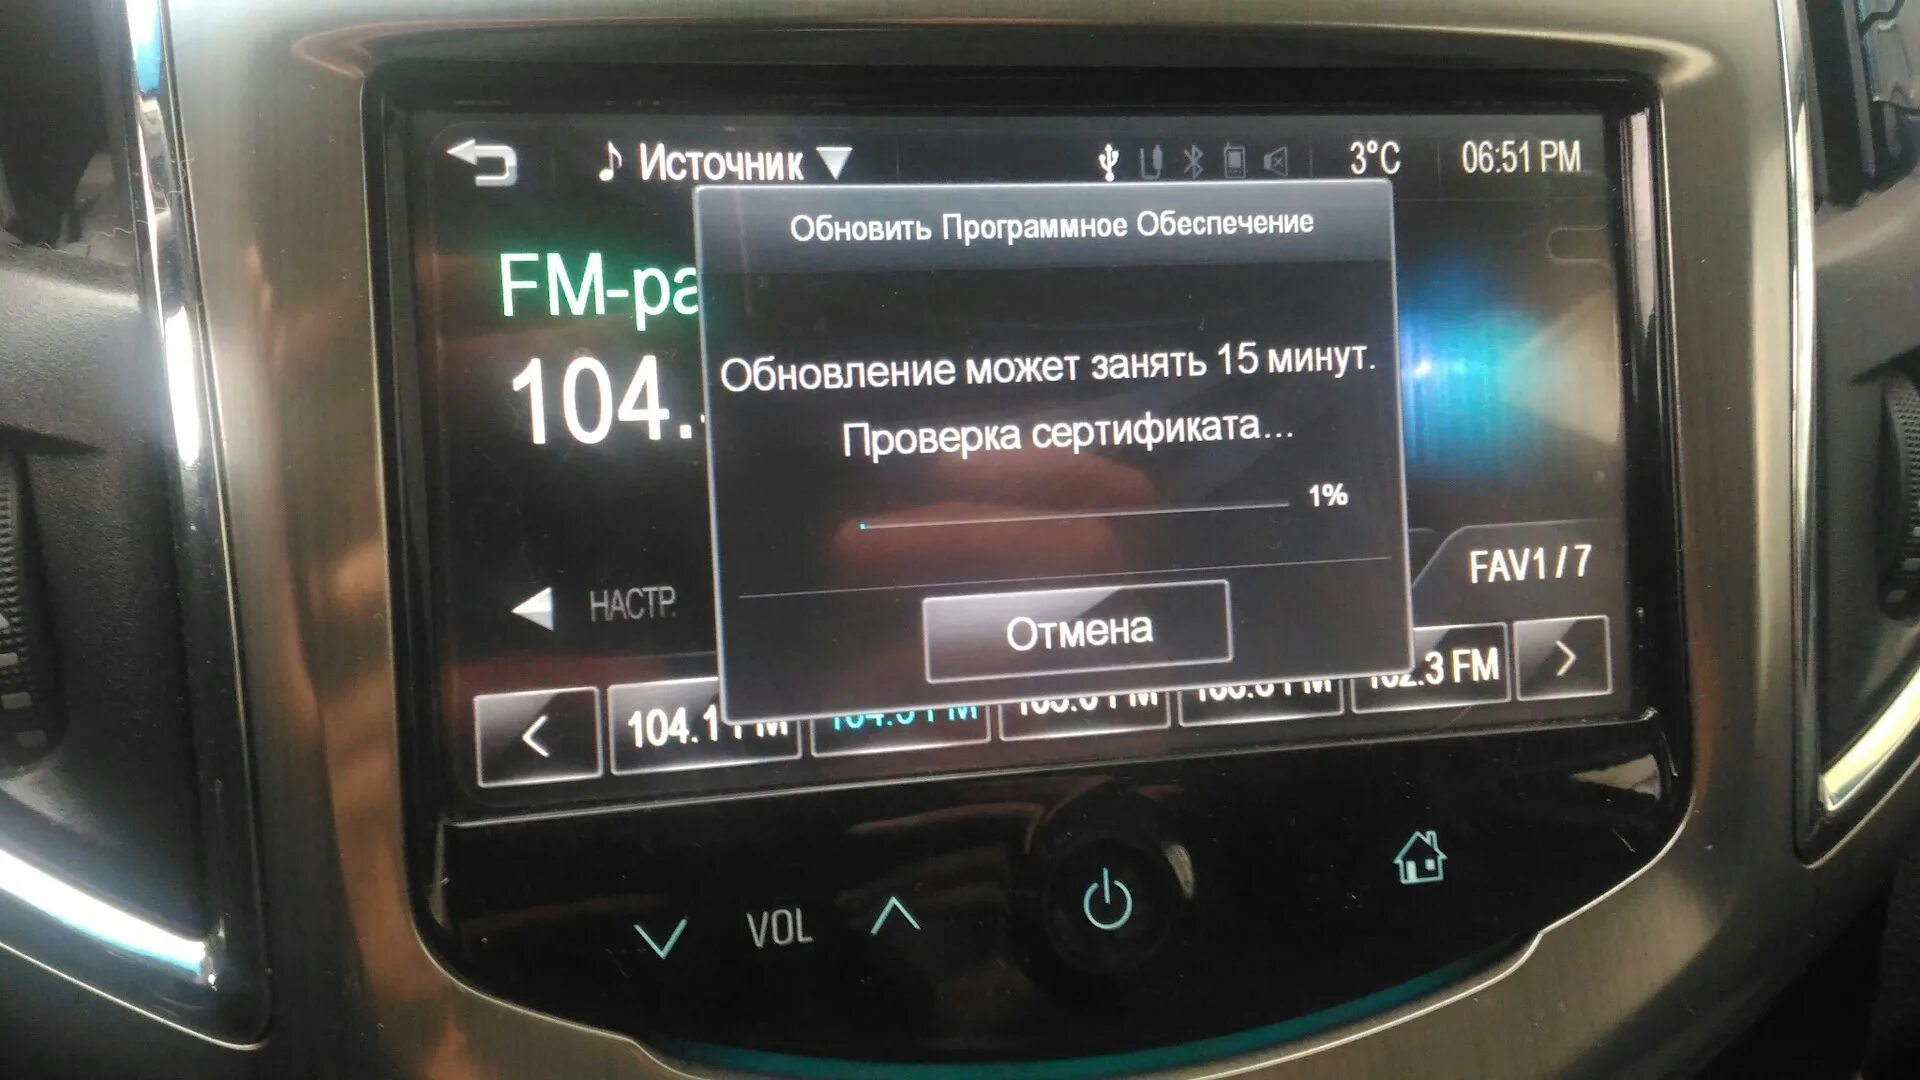 Источник
3°C
06:51 PM
Обновить Программное Обеспечение
FM-ра
104.
Обновление может занять 15 минут.
Проверка сертификата...
1%
НАСТР.
FAV1 / 7
Отмена
< 104.1 FM
.3 FM >
VOL